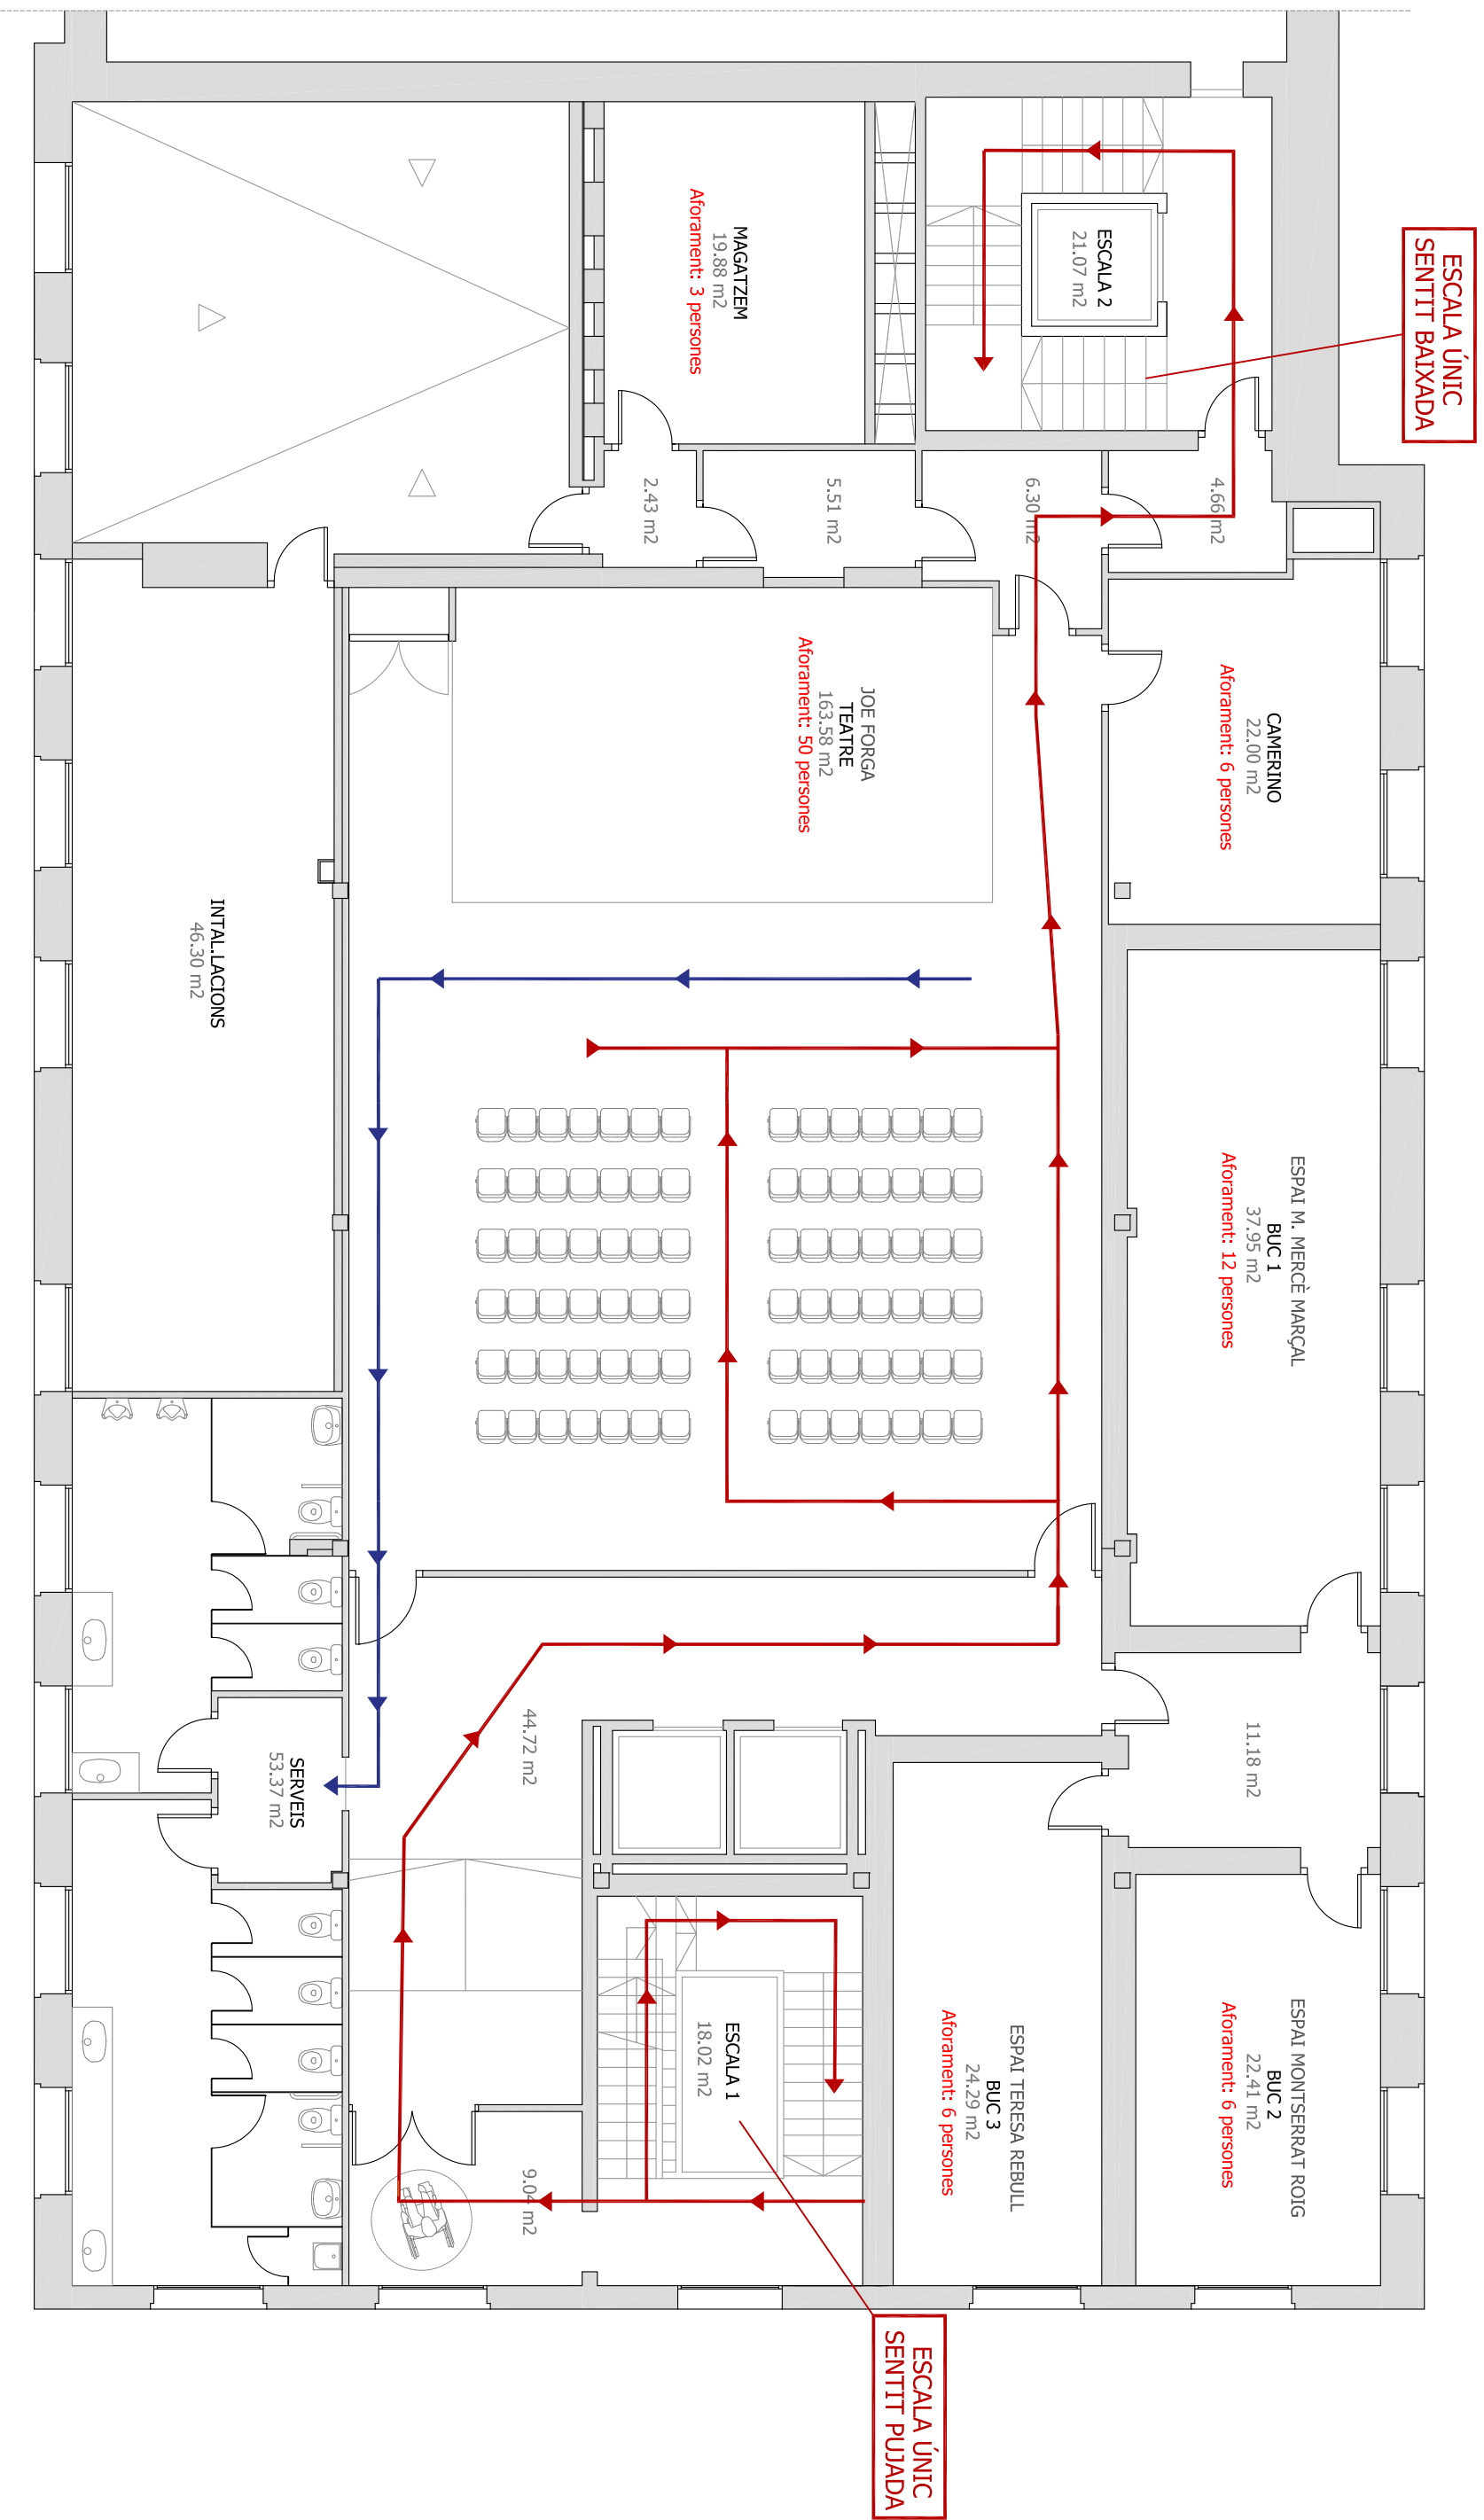 ESCALA ÚNIC
SENTIT BAIXADA
ESCALA 2
21.07 m2
MAGATZEM
19.88 m2
Aforament: 3 persones
4.66 m2
6.30 m2
5.51 m2
2.43 m2
CAMERINO
22.00 m2
Aforament: 6 persones
JOE FORGA
TEATRE
163.58 m2
Aforament: 50 persones
INTAL.LACIONS
46.30 m2
ESPAI M. MERCÈ MARÇAL
BUC 1
37.95 m2
Aforament: 12 persones
11.18 m2
44.72 m2
SERVEIS
53.37 m2
ESPAI MONTSERRAT ROIG
BUC 2
22.41 m2
Aforament: 6 persones
ESPAI TERESA REBULL
BUC 3
24.29 m2
Aforament: 6 persones
ESCALA 1
18.02 m2
9.04 m2
ESCALA ÚNIC
SENTIT PUJADA